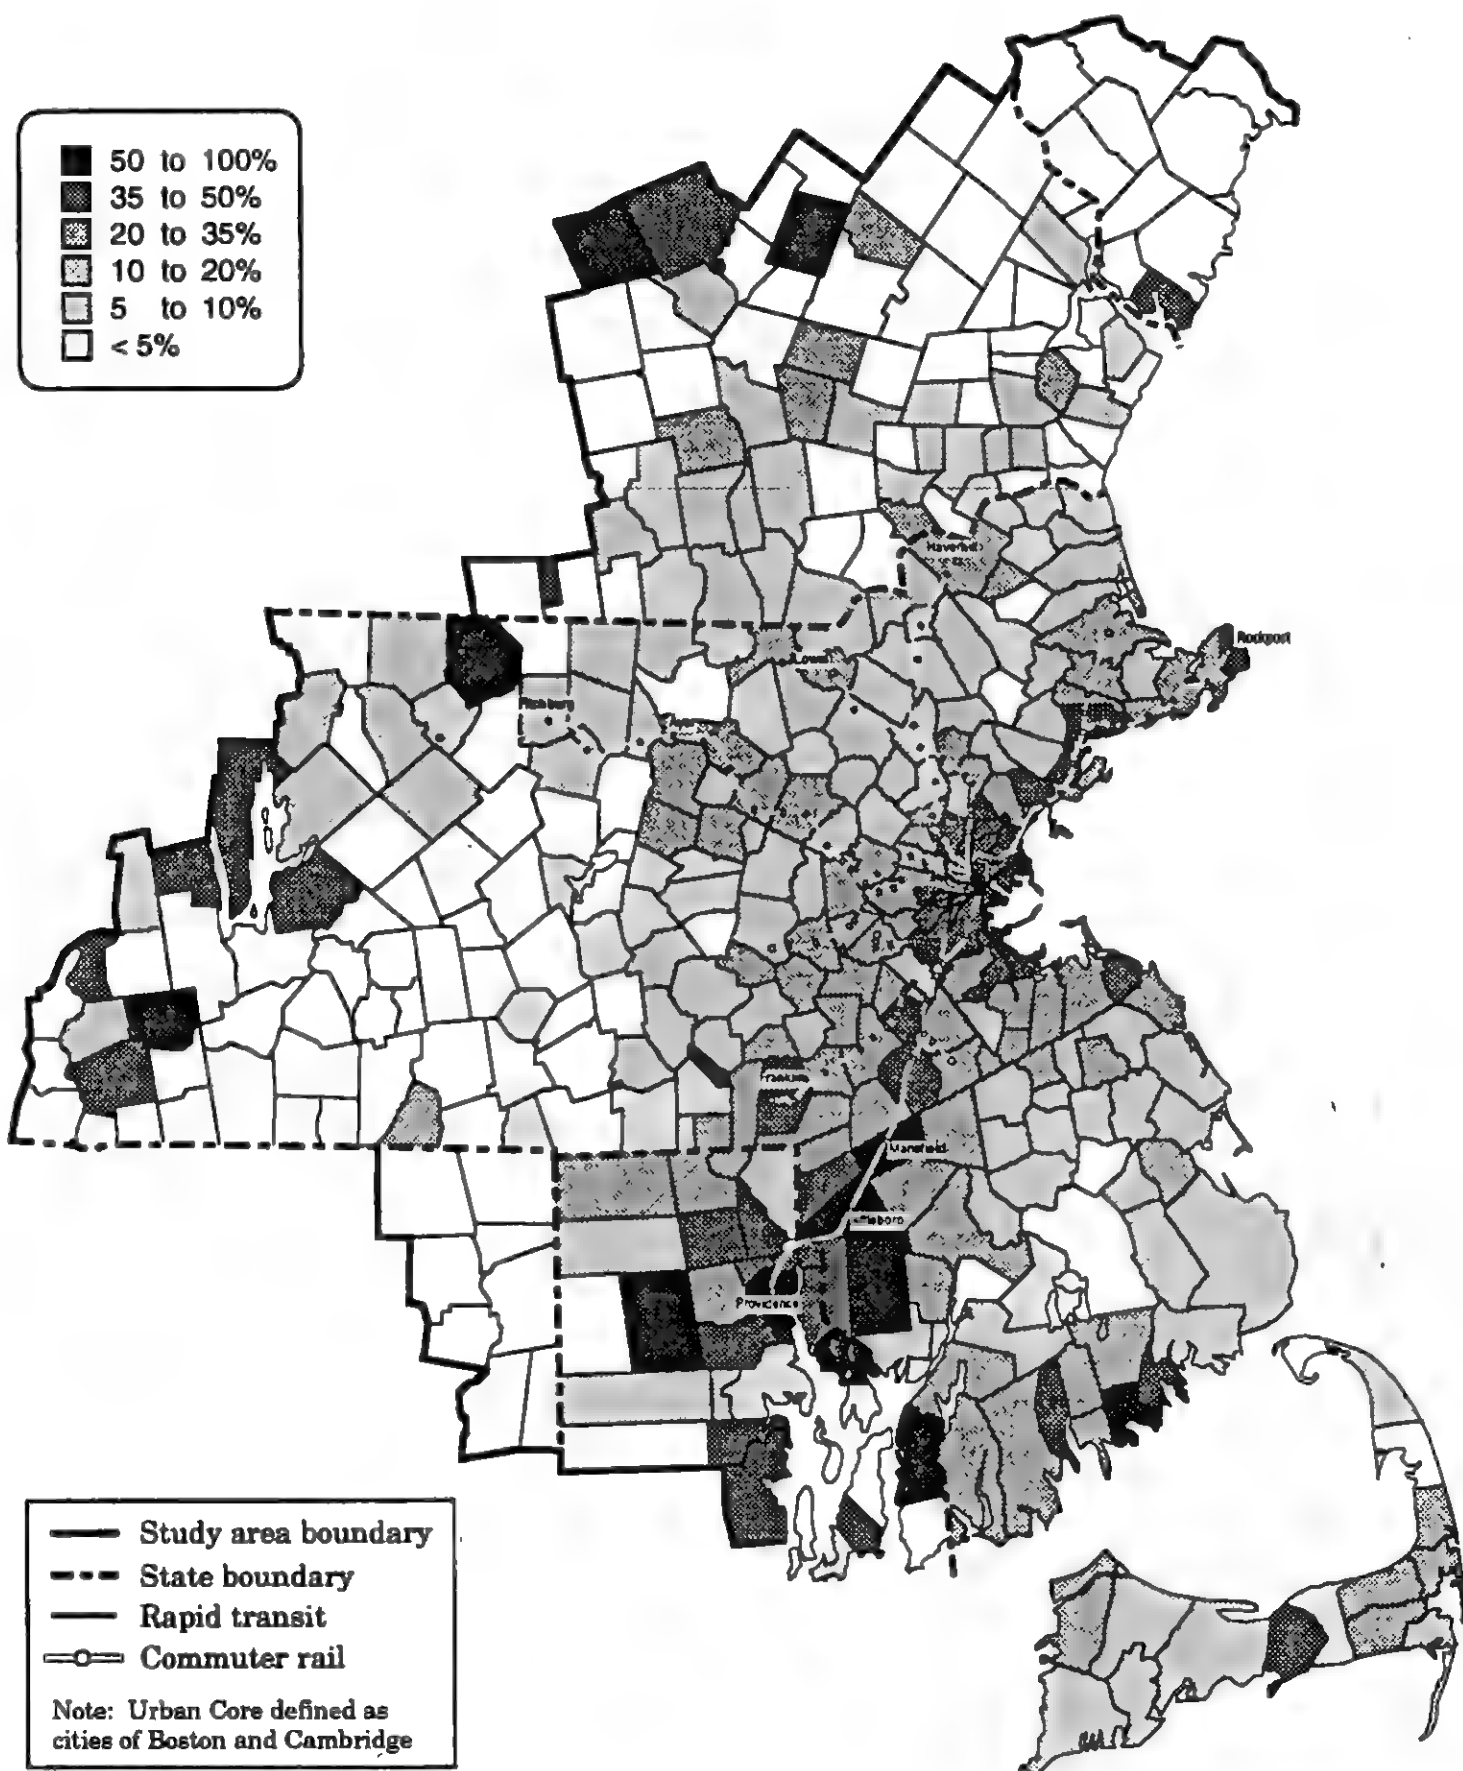 50 to 100%
35 to 50%
20 to 35%
10 to 20%
5 to 10%
< 5%
Haverhill
Rockport
Lowell
Fitchburg
Ayer
Franklin
Mansfield
Attleboro
Providence
Study area boundary
State boundary
Rapid transit
Commuter rail
Note: Urban Core defined as
cities of Boston and Cambridge